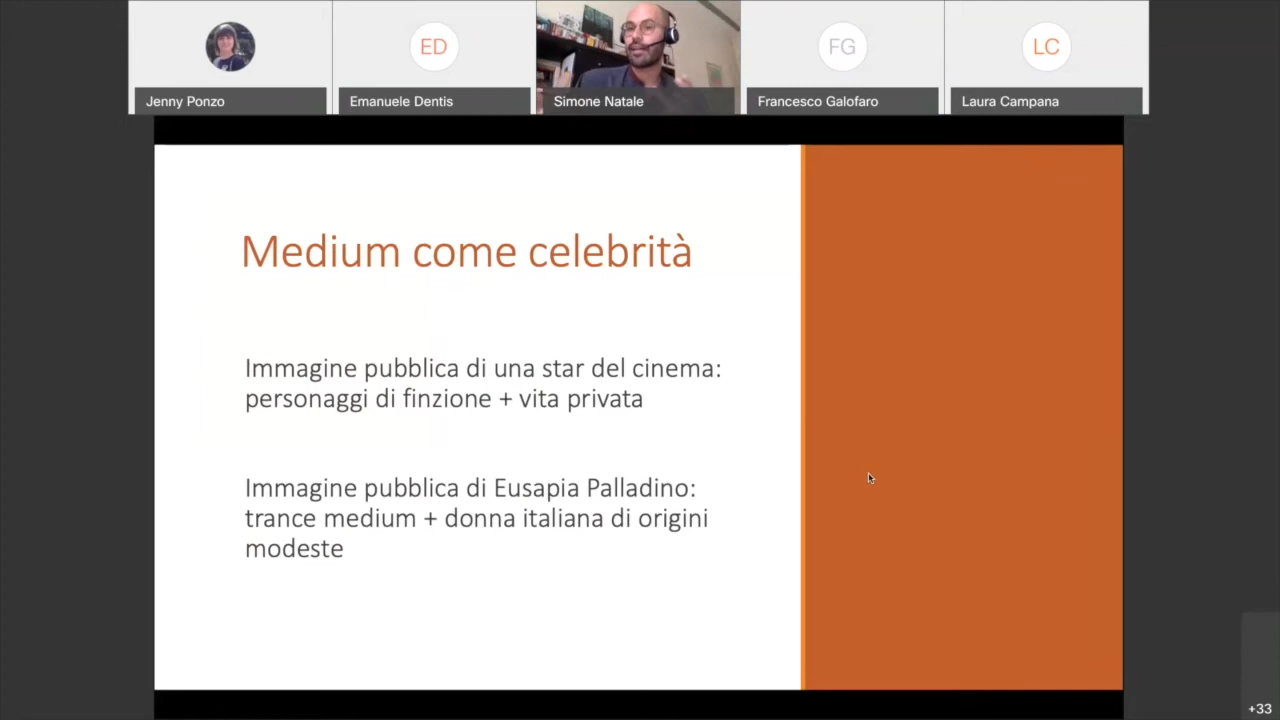 ED
FG
LC
Jenny Ponzo
Emanuele Dentis
Simone Natale
Francesco Galofaro
Laura Campana
Medium come celebrità
Immagine pubblica di una star del cinema:
personaggi di finzione + vita privata
Immagine pubblica di Eusapia Palladino:
trance medium + donna italiana di origini
modeste
+33